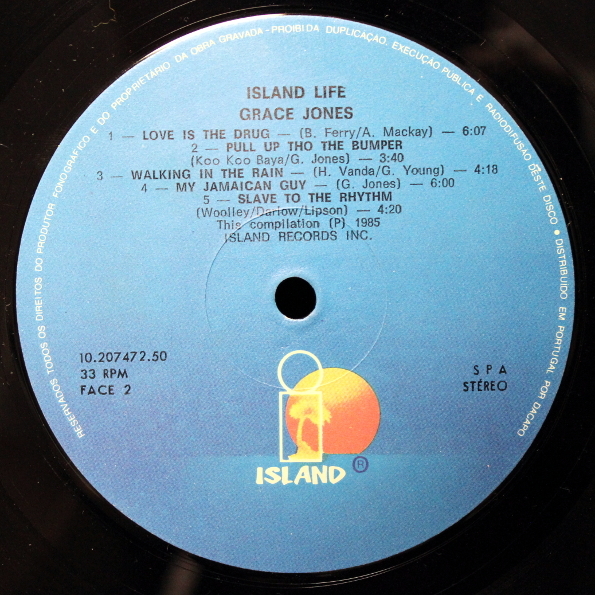 RESERVADOS TODOS OS DIREITOS DO PRODUTOR FONOGRÁFICO E DO PROPRIETÁRIO DA OBRA GRAVADA - PROIBIDA DUPLICAÇÃO, EXECUÇÃO PUBLICA E RADIODIFUSÃO DESTE DISCO ● DISTRIBUIDO EM PORTUGAL POR DACAPO
ISLAND LIFE
GRACE JONES
1 — LOVE IS THE DRUG — (B. Ferry/A. Mackay) — 6:07
2 — PULL UP THO THE BUMPER
(Koo Koo Baya/G. Jones) — 3:40
3 — WALKING IN THE RAIN — (H. Vanda/G. Young) — 4:18
4 — MY JAMAICAN GUY — (G. Jones) — 6:00
5 — SLAVE TO THE RHYTHM
(Woolley/Darlow/Lipson) — 4:20
This compilation (P) 1985
ISLAND RECORDS INC.
10.207472.50
33 RPM
FACE 2
S P A
STÉREO
ISLAND ®